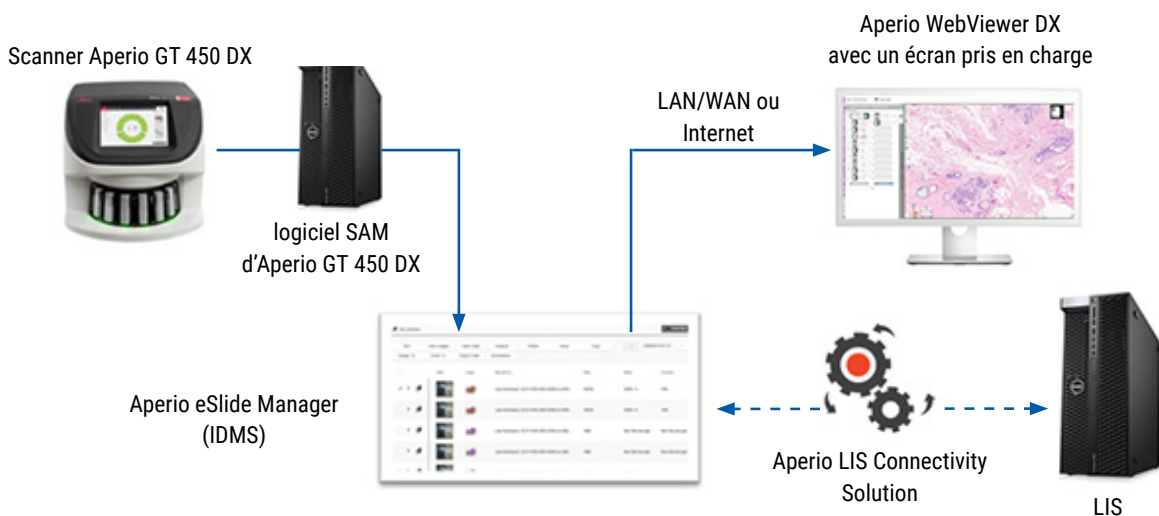 Scanner Aperio GT 450 DX
logiciel SAM
d’Aperio GT 450 DX
Aperio WebViewer DX
avec un écran pris en charge
LAN/WAN ou
Internet
Aperio eSlide Manager
(IDMS)
Aperio LIS Connectivity
Solution
LIS